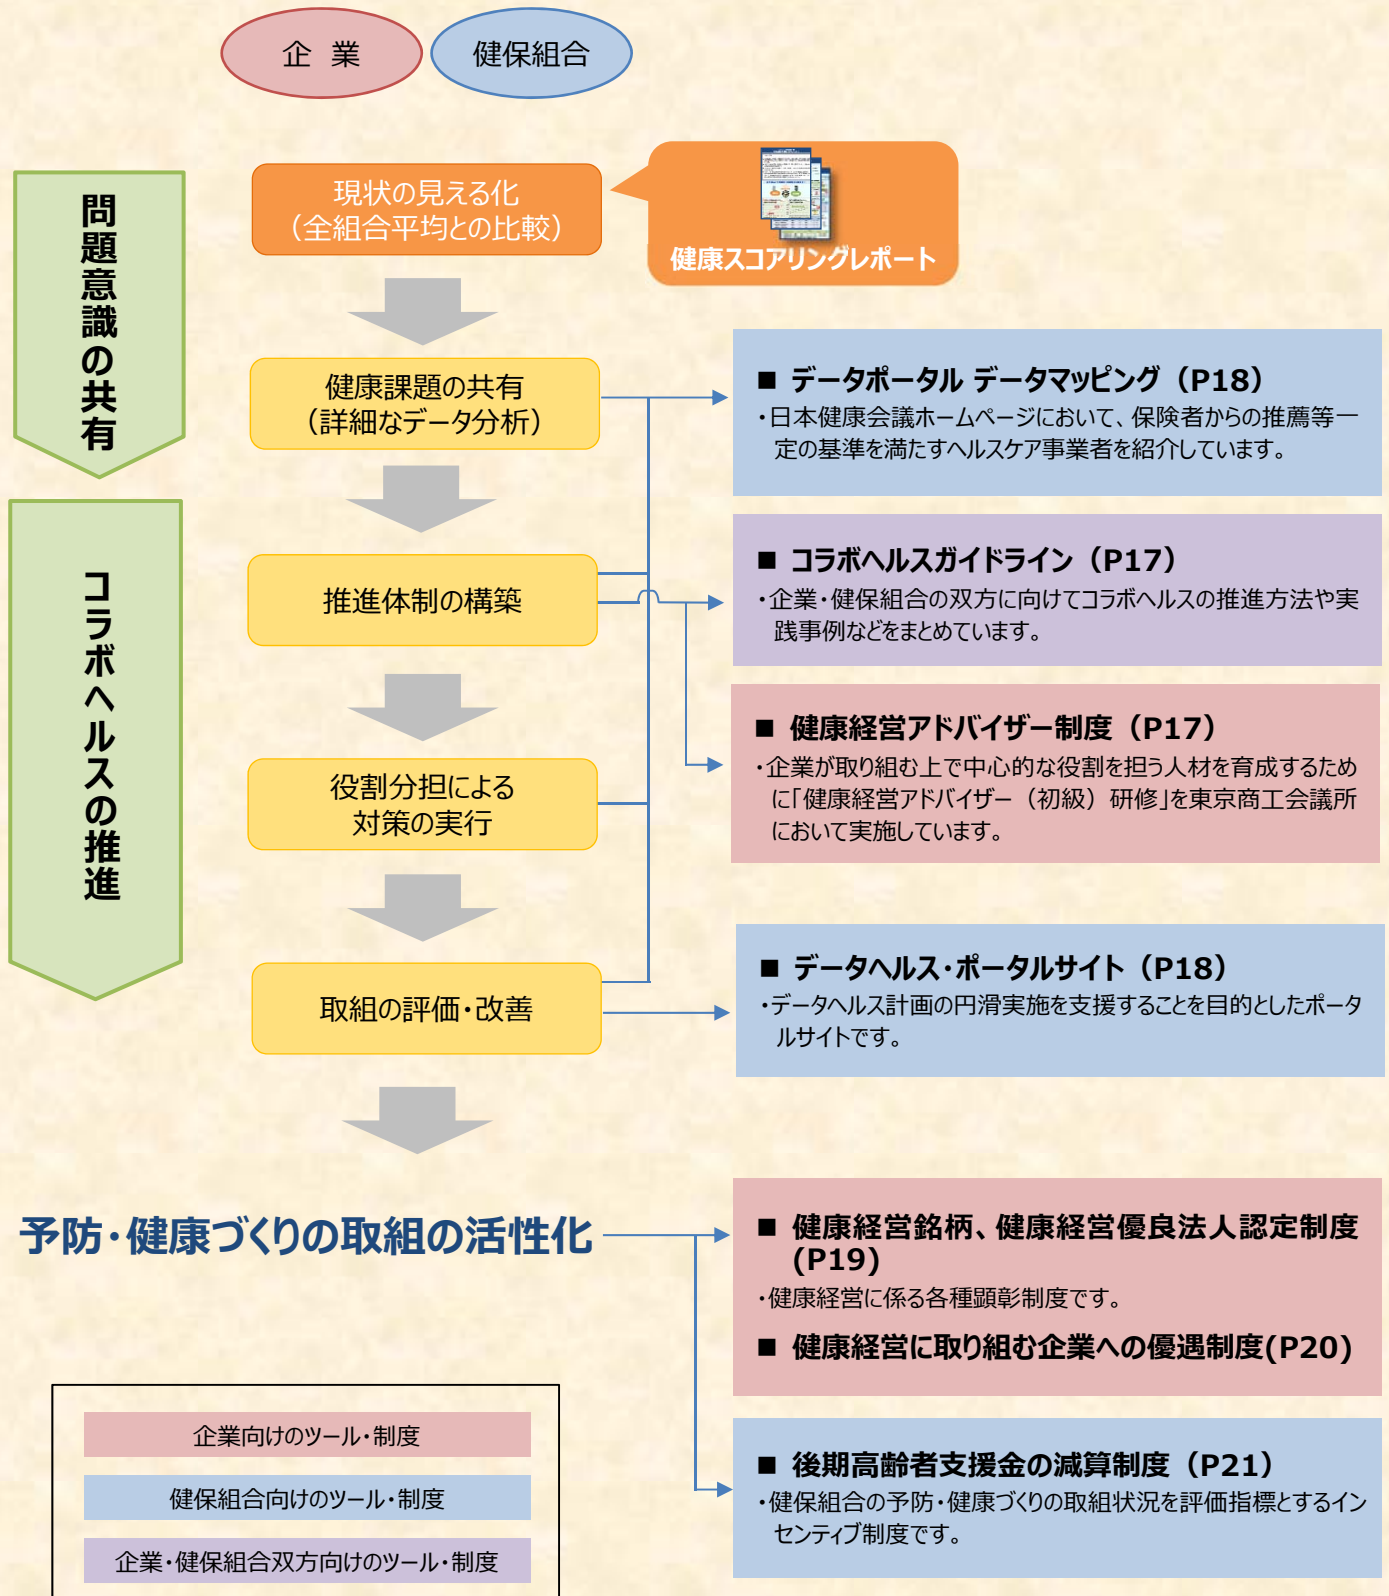 企 業
健保組合
問題意識の共有
現状の見える化
（全組合平均との比較）
健康スコアリングレポート
健康課題の共有
（詳細なデータ分析）
■ データポータル データマッピング（P18）
・日本健康会議ホームページにおいて、保険者からの推薦等一
定の基準を満たすヘルスケア事業者を紹介しています。
コラボヘルスの推進
推進体制の構築
■ コラボヘルスガイドライン（P17）
・企業・健保組合の双方に向けてコラボヘルスの推進方法や実
践事例などをまとめています。
役割分担による
対策の実行
■ 健康経営アドバイザー制度（P17）
・企業が取り組む上で中心的な役割を担う人材を育成するため
に「健康経営アドバイザー（初級）研修」を東京商工会議所
において実施しています。
取組の評価・改善
■ データヘルス・ポータルサイト（P18）
・データヘルス計画の円滑実施を支援することを目的としたポータ
ルサイトです。
予防・健康づくりの取組の活性化
■ 健康経営銘柄、健康経営優良法人認定制度
(P19)
・健康経営に係る各種顕彰制度です。
■ 健康経営に取り組む企業への優遇制度(P20)
■ 後期高齢者支援金の減算制度（P21）
・健保組合の予防・健康づくりの取組状況を評価指標とするイン
センティブ制度です。
企業向けのツール・制度
健保組合向けのツール・制度
企業・健保組合双方向けのツール・制度